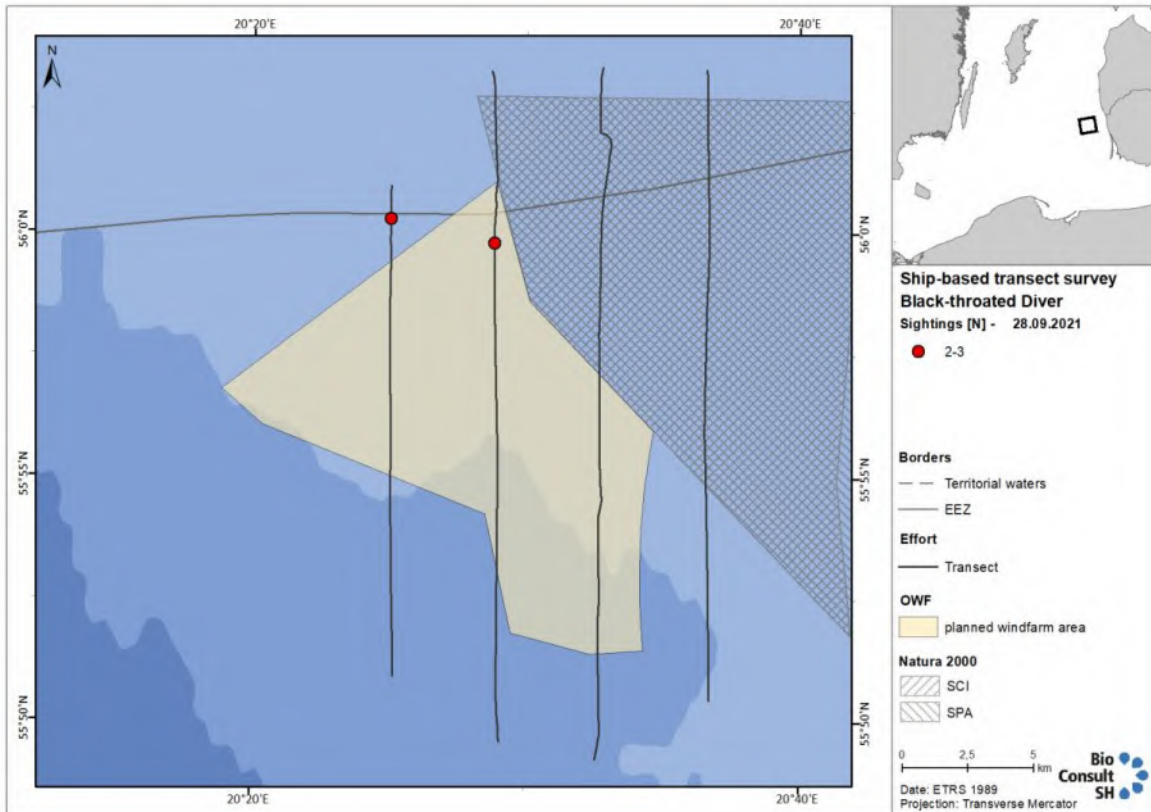 20°20'E
20°40'E
N
56°0'N
56°0'N
55°55'N
55°55'N
55°50'N
55°50'N
20°20'E
20°40'E
Ship-based transect survey
Black-throated Diver
Sightings [N] - 28.09.2021
2-3
Borders
Territorial waters
EEZ
Effort
Transect
OWF
planned windfarm area
Natura 2000
SCI
SPA
0 2,5 5
km
Date: ETRS 1989
Projection: Transverse Mercator
Bio
Consult
SH